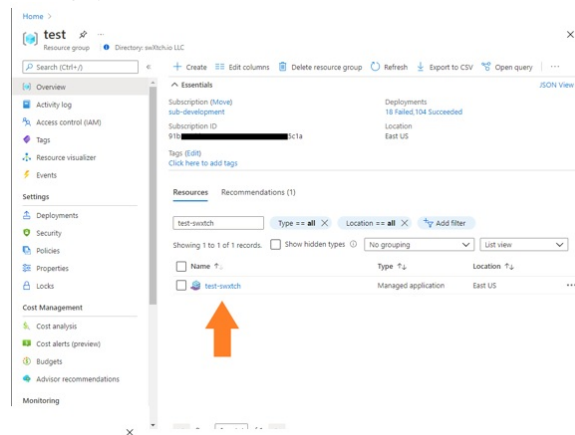 Home >
test
Resource group Directory: swXtch.io LLC
Search (Ctrl+/)
Overview
Activity log
Access control (IAM)
Tags
Resource visualizer
Events
Settings
Deployments
Security
Policies
Properties
Locks
Cost Management
Cost analysis
Cost alerts (preview)
Budgets
Advisor recommendations
Monitoring
Create Edit columns Delete resource group Refresh Export to CSV Open query
Essentials JSON View
Subscription (Move) Deployments
sub-development 18 Failed,104 Succeeded
Subscription ID Location
91b 3c1a East US
Tags (Edit)
Click here to add tags
Resources Recommendations (1)
test-swxtch Type == all Location == all Add filter
Showing 1 to 1 of 1 records. Show hidden types No grouping List view
Name Type Location
test-swxtch Managed application East US